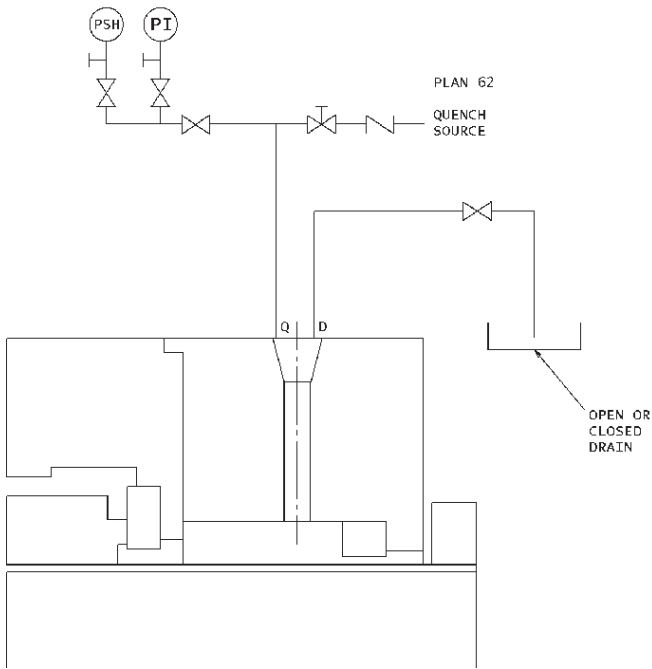 PSH
PI
PLAN 62
QUENCH
SOURCE
Q
D
OPEN OR
CLOSED
DRAIN